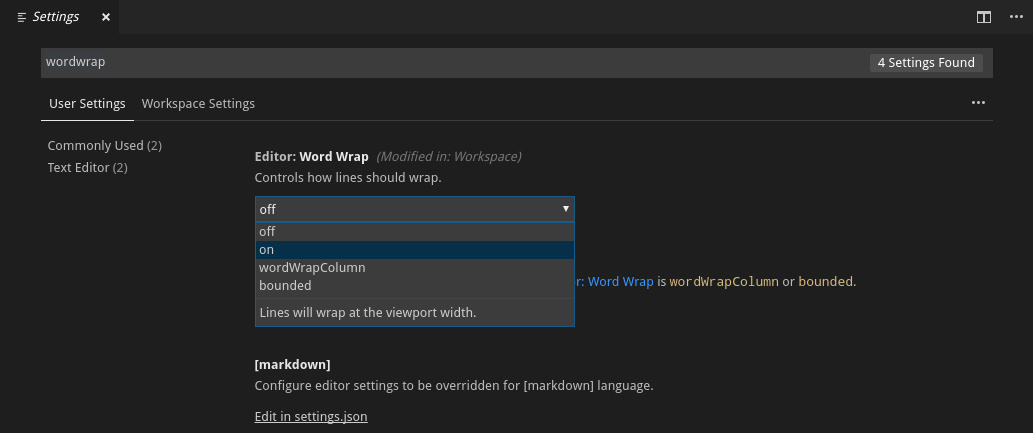 Settings
wordwrap
4 Settings Found
User Settings Workspace Settings
Commonly Used (2)
Text Editor (2)
Editor: Word Wrap (Modified in: Workspace)
Controls how lines should wrap.
off
off
on
wordWrapColumn
bounded
Lines will wrap at the viewport width.
r: Word Wrap is wordWrapColumn or bounded.
[markdown]
Configure editor settings to be overridden for [markdown] language.
Edit in settings.json